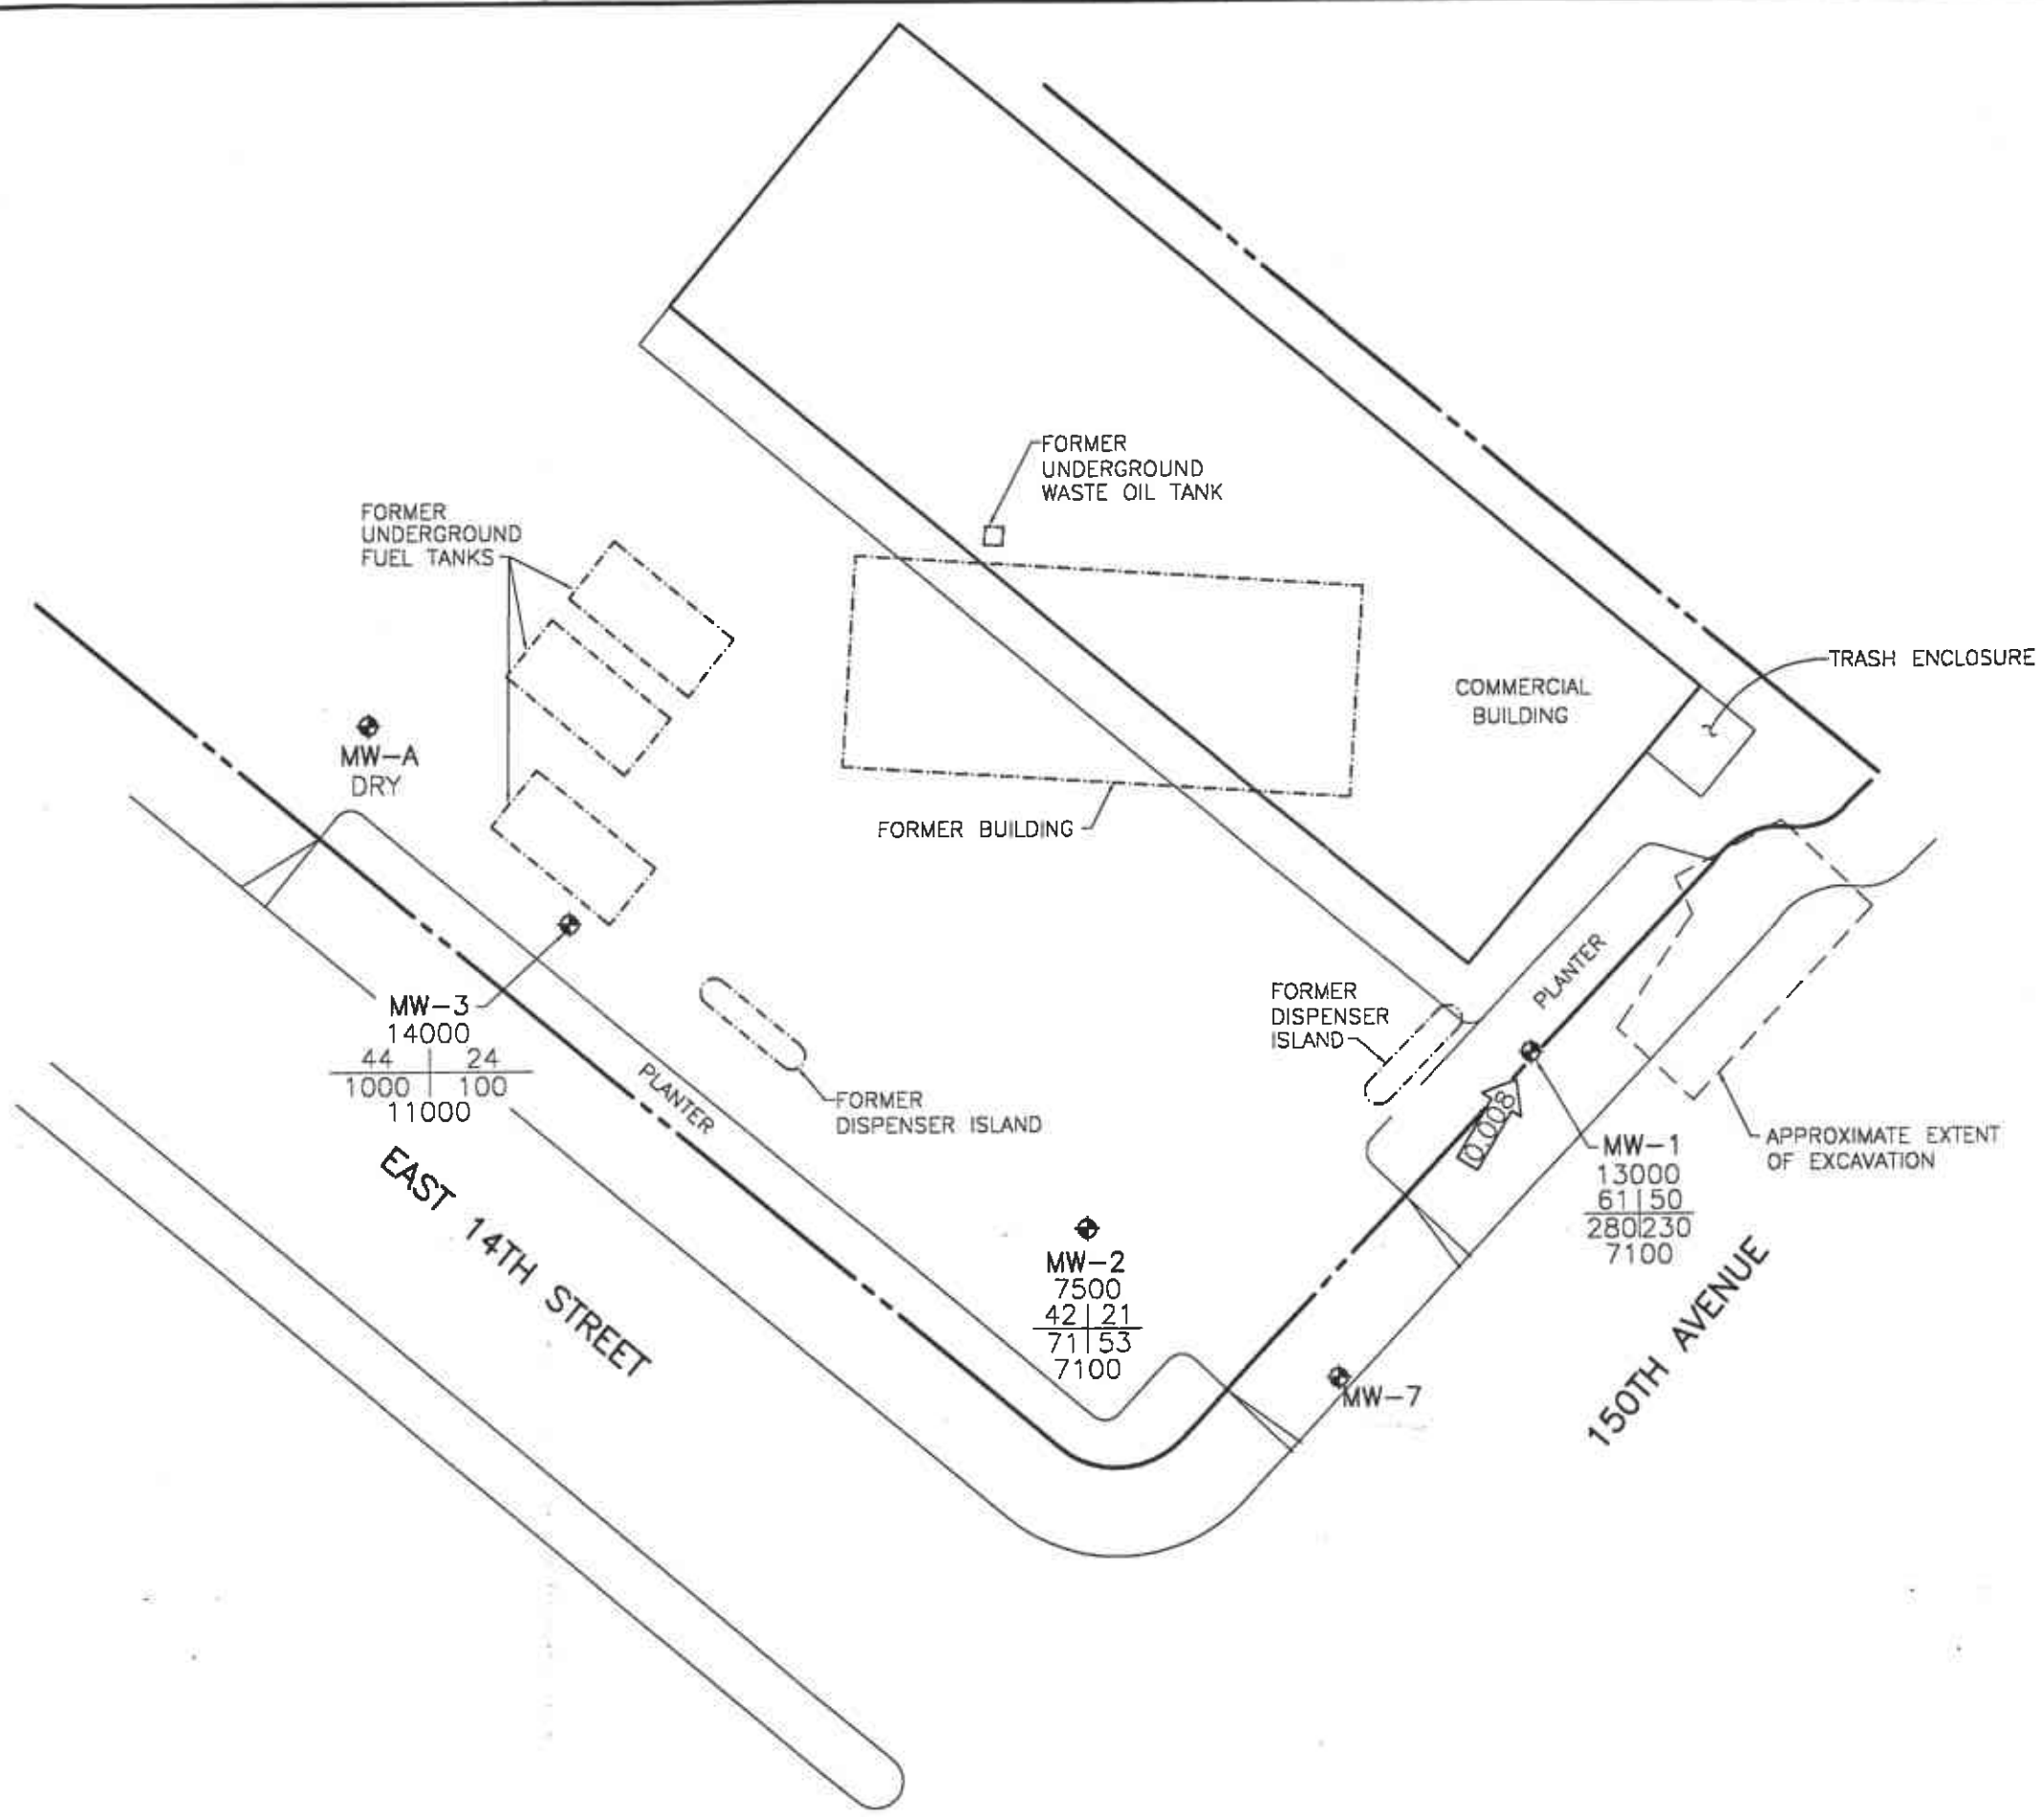 FORMER
UNDERGROUND
WASTE OIL TANK
FORMER
UNDERGROUND
FUEL TANKS
TRASH ENCLOSURE
COMMERCIAL
BUILDING
MW-A
DRY
FORMER BUILDING
PLANTER
FORMER
DISPENSER
ISLAND
MW-3
14000
44 | 24
1000 | 100
11000
PLANTER
FORMER
DISPENSER ISLAND
0.008
MW-1
13000
61|50
280|230
7100
APPROXIMATE EXTENT
OF EXCAVATION
EAST 14TH STREET
MW-2
7500
42|21
71|53
7100
MW-7
150TH AVENUE